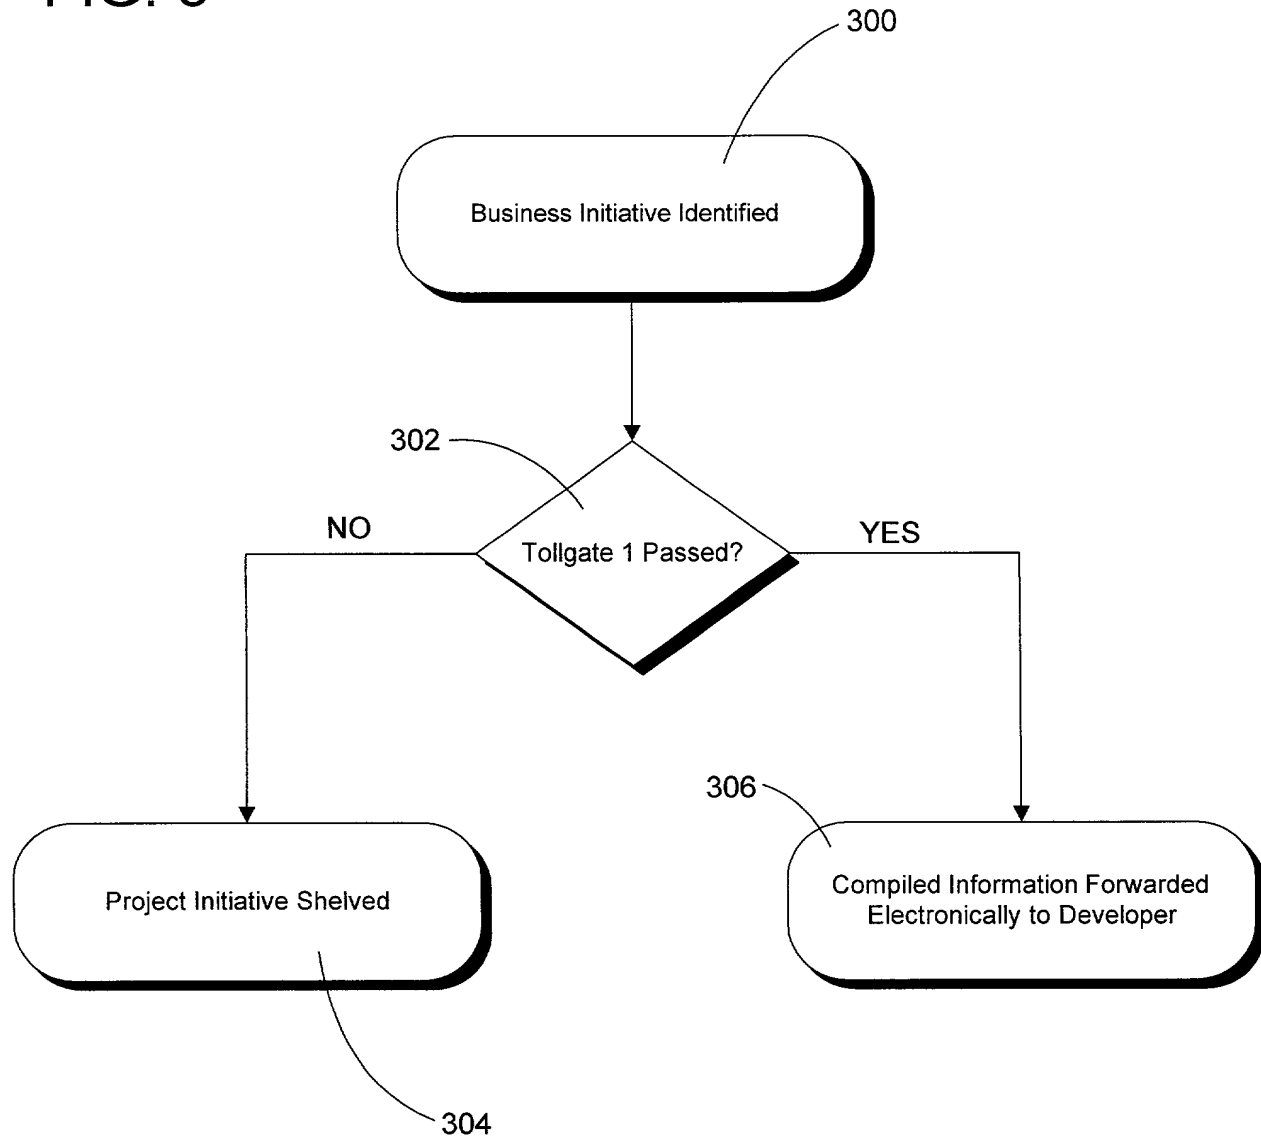 300
Business Initiative Identified
302
NO
Tollgate 1 Passed?
YES
306
Project Initiative Shelved
Compiled Information Forwarded
Electronically to Developer
304